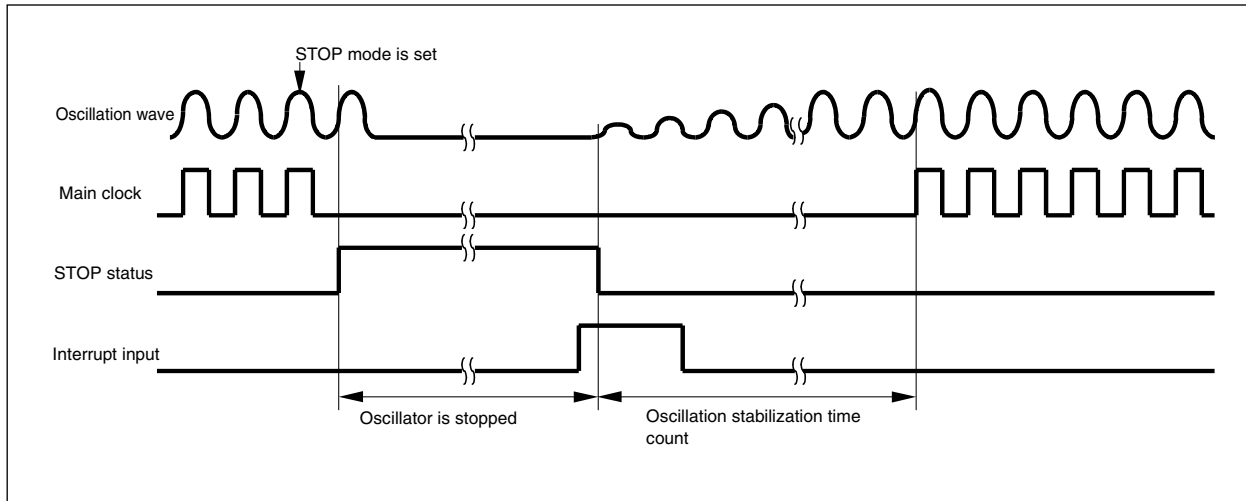 STOP mode is set
Oscillation wave
Main clock
STOP status
Interrupt input
Oscillator is stopped
Oscillation stabilization time
count